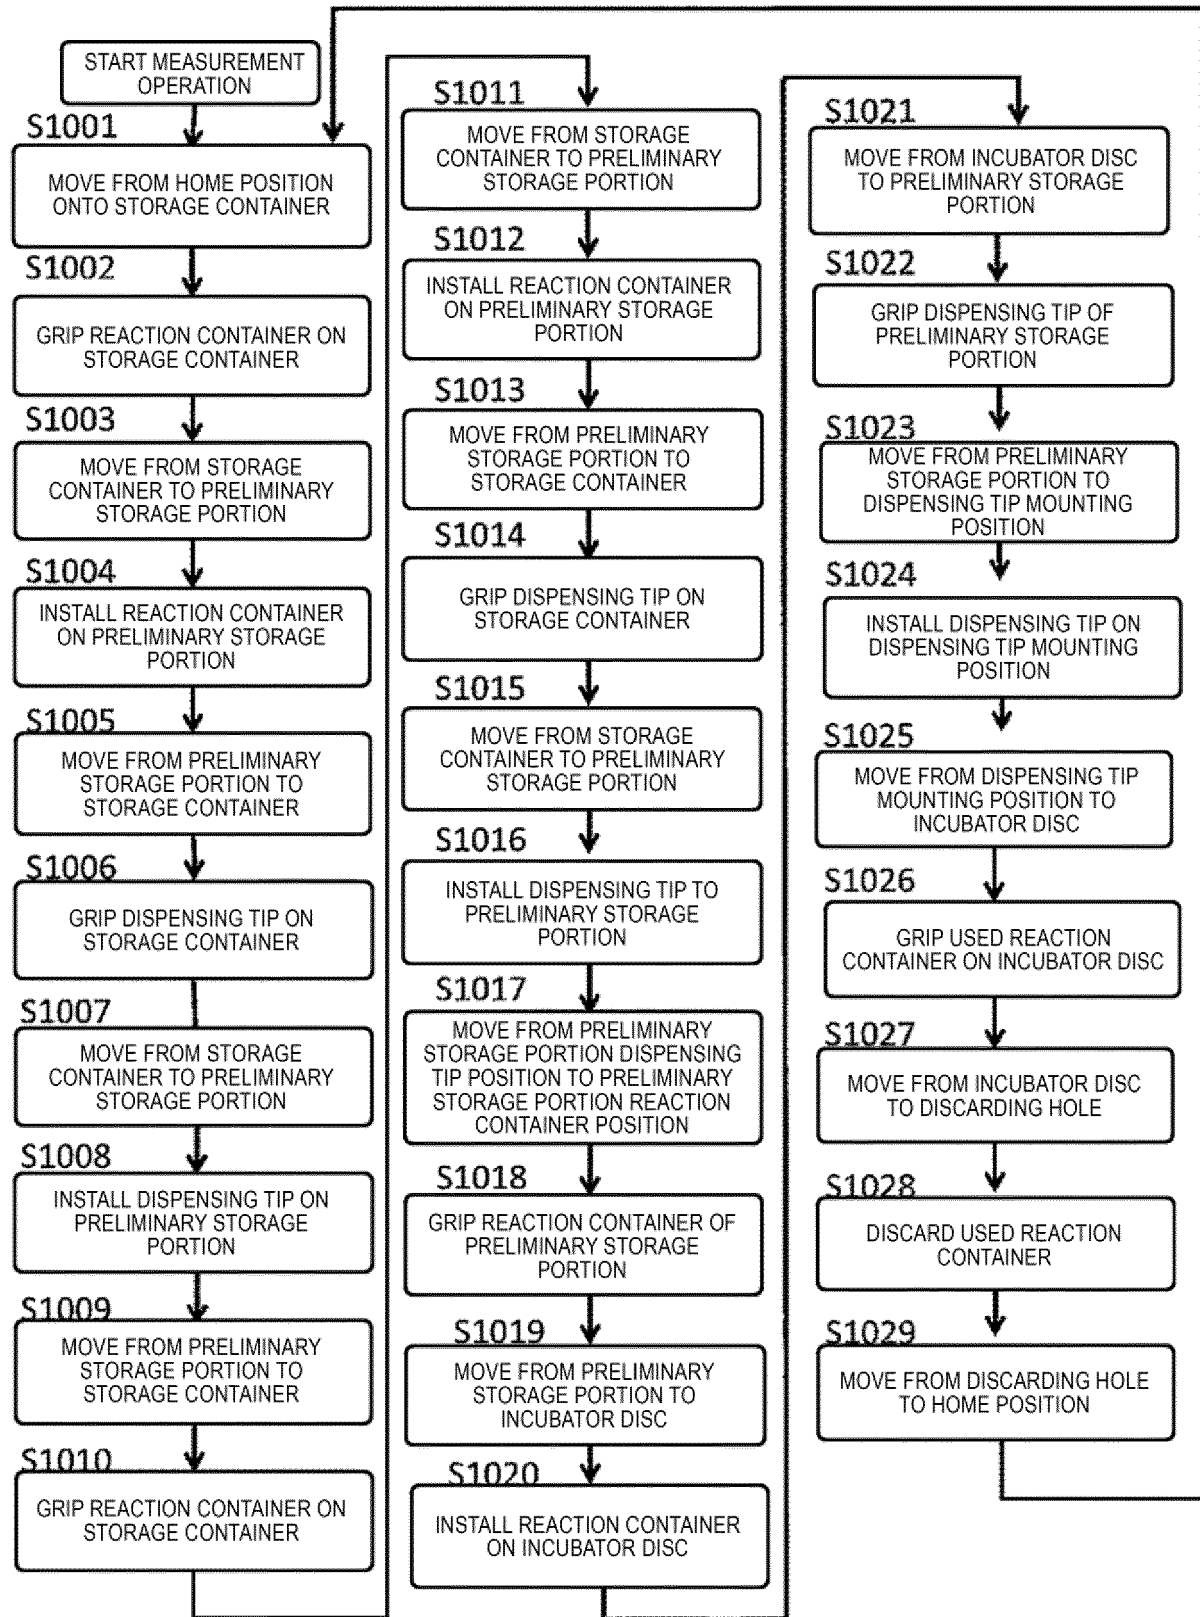 START MEASUREMENT
OPERATION
S1001
MOVE FROM HOME POSITION
ONTO STORAGE CONTAINER
S1002
GRIP REACTION CONTAINER ON
STORAGE CONTAINER
S1003
MOVE FROM STORAGE
CONTAINER TO PRELIMINARY
STORAGE PORTION
S1004
INSTALL REACTION CONTAINER
ON PRELIMINARY STORAGE
PORTION
S1005
MOVE FROM PRELIMINARY
STORAGE PORTION TO
STORAGE CONTAINER
S1006
GRIP DISPENSING TIP ON
STORAGE CONTAINER
S1007
MOVE FROM STORAGE
CONTAINER TO PRELIMINARY
STORAGE PORTION
S1008
INSTALL DISPENSING TIP ON
PRELIMINARY STORAGE
PORTION
S1009
MOVE FROM PRELIMINARY
STORAGE PORTION TO
STORAGE CONTAINER
S1010
GRIP REACTION CONTAINER ON
STORAGE CONTAINER
S1011
MOVE FROM STORAGE
CONTAINER TO PRELIMINARY
STORAGE PORTION
S1012
INSTALL REACTION CONTAINER
ON PRELIMINARY STORAGE
PORTION
S1013
MOVE FROM PRELIMINARY
STORAGE PORTION TO
STORAGE CONTAINER
S1014
GRIP DISPENSING TIP ON
STORAGE CONTAINER
S1015
MOVE FROM STORAGE
CONTAINER TO PRELIMINARY
STORAGE PORTION
S1016
INSTALL DISPENSING TIP TO
PRELIMINARY STORAGE
PORTION
S1017
MOVE FROM PRELIMINARY
STORAGE PORTION DISPENSING
TIP POSITION TO PRELIMINARY
STORAGE PORTION REACTION
CONTAINER POSITION
S1018
GRIP REACTION CONTAINER OF
PRELIMINARY STORAGE
PORTION
S1019
MOVE FROM PRELIMINARY
STORAGE PORTION TO
INCUBATOR DISC
S1020
INSTALL REACTION CONTAINER
ON INCUBATOR DISC
S1021
MOVE FROM INCUBATOR DISC
TO PRELIMINARY STORAGE
PORTION
S1022
GRIP DISPENSING TIP OF
PRELIMINARY STORAGE
PORTION
S1023
MOVE FROM PRELIMINARY
STORAGE PORTION TO
DISPENSING TIP MOUNTING
POSITION
S1024
INSTALL DISPENSING TIP ON
DISPENSING TIP MOUNTING
POSITION
S1025
MOVE FROM DISPENSING TIP
MOUNTING POSITION TO
INCUBATOR DISC
S1026
GRIP USED REACTION
CONTAINER ON INCUBATOR DISC
S1027
MOVE FROM INCUBATOR DISC
TO DISCARDING HOLE
S1028
DISCARD USED REACTION
CONTAINER
S1029
MOVE FROM DISCARDING HOLE
TO HOME POSITION